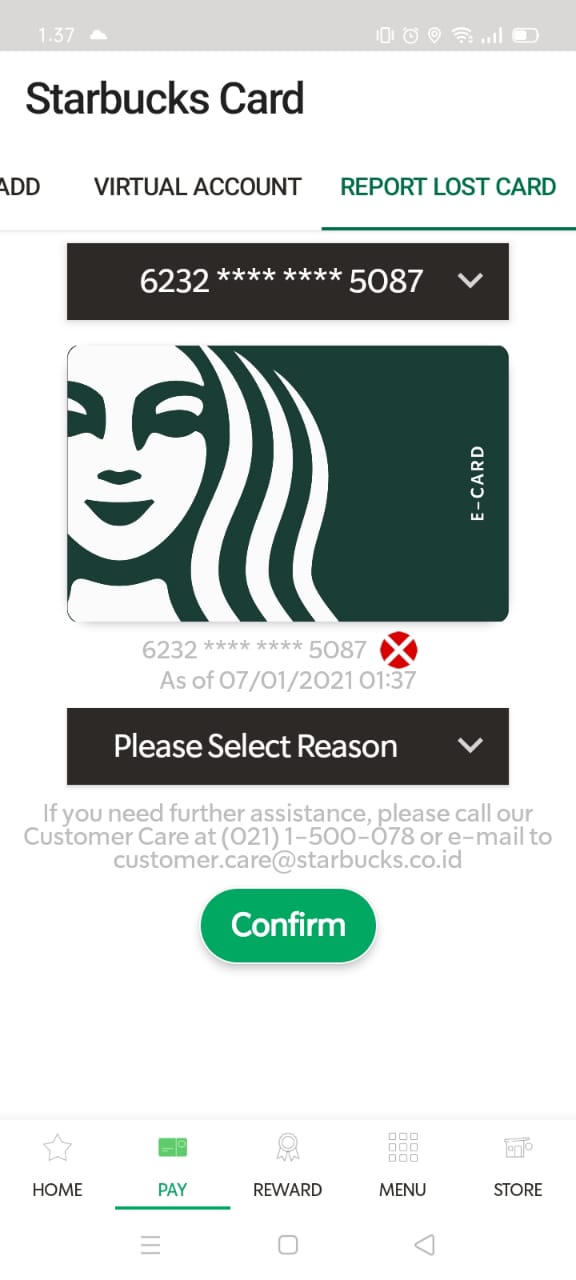 1.37
Starbucks Card
ADD VIRTUAL ACCOUNT REPORT LOST CARD
6232 **** **** 5087
E-CARD
6232 **** **** 5087
As of 07/01/2021 01:37
Please Select Reason
If you need further assistance, please call our
Customer Care at (021) 1-500-078 or e-mail to
customer.care@starbucks.co.id
Confirm
HOME PAY REWARD MENU STORE